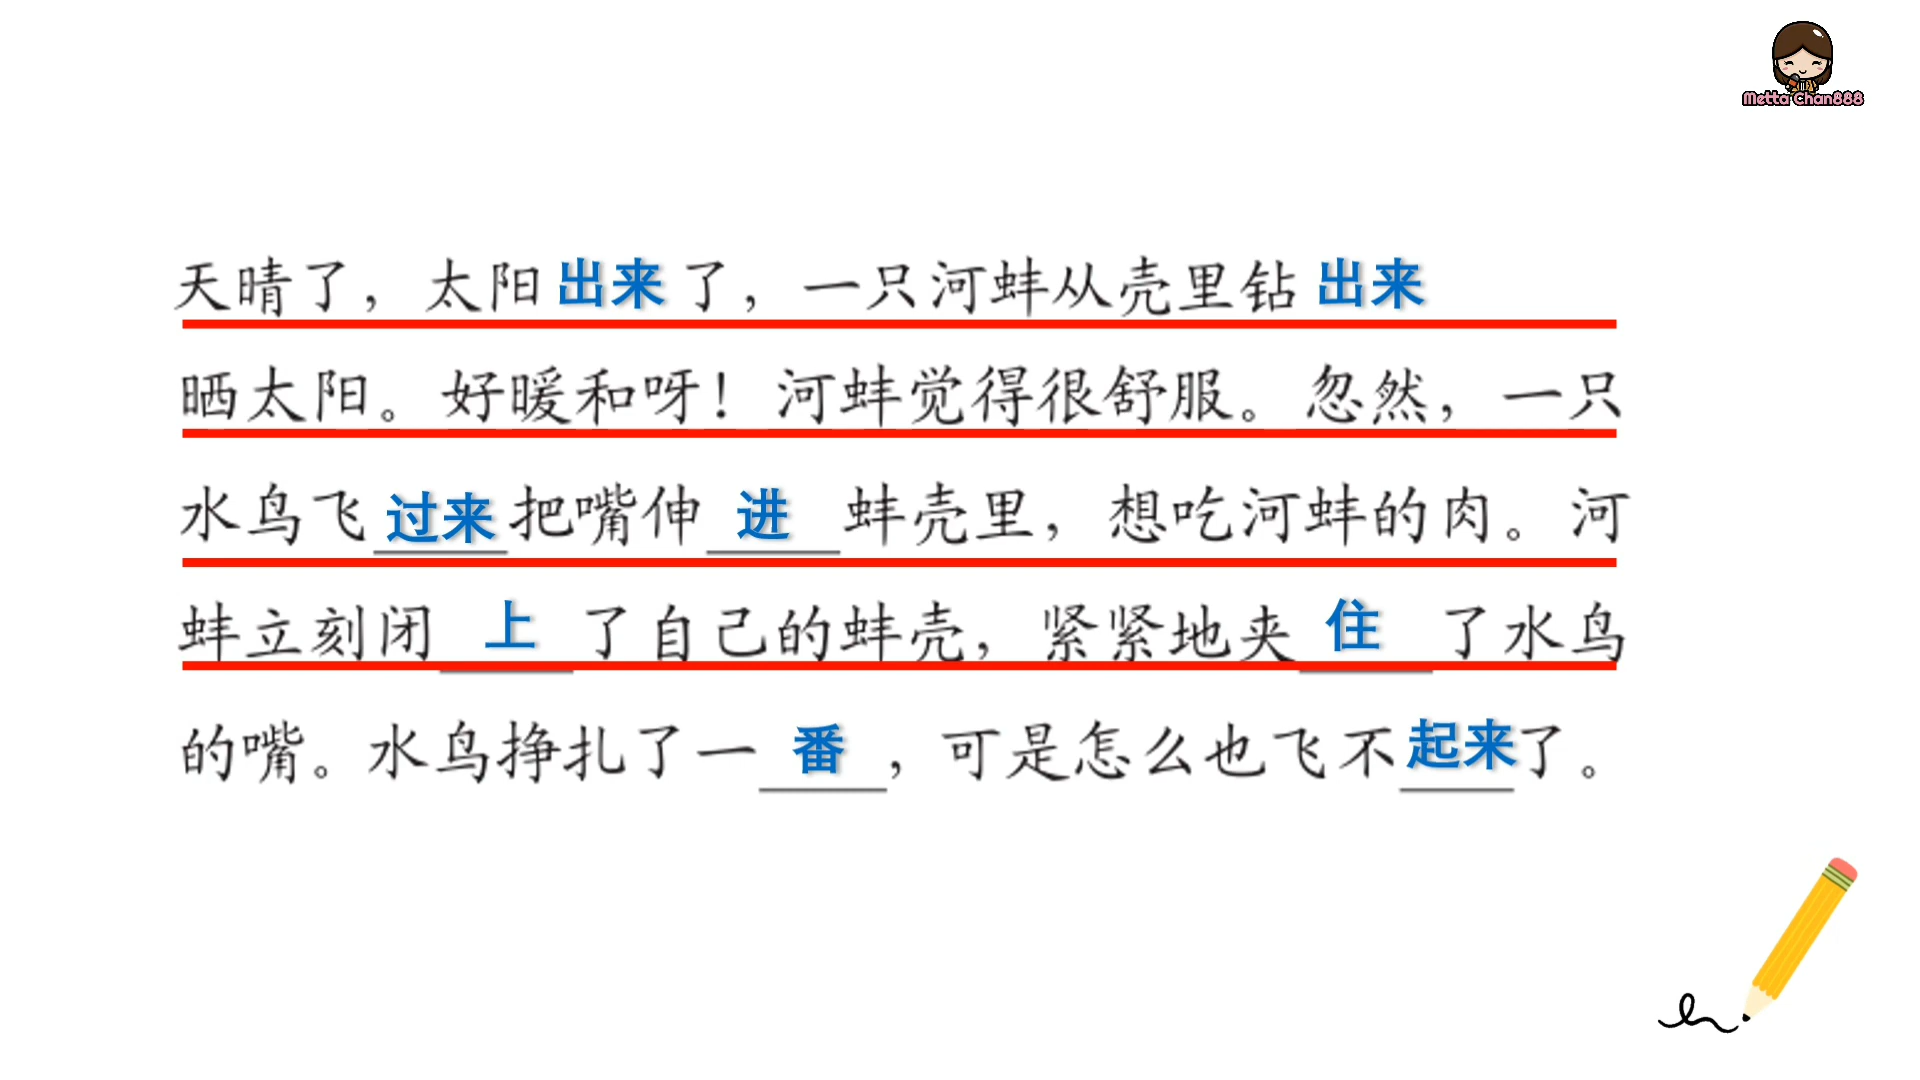 Metta Chan888
天晴了，太阳出来了，一只河蚌从壳里钻出来
晒太阳。好暖和呀！河蚌觉得很舒服。忽然，一只
水鸟飞过来把嘴伸进蚌壳里，想吃河蚌的肉。河
蚌立刻闭上了自己的蚌壳，紧紧地夹住了水鸟
的嘴。水鸟挣扎了一番，可是怎么也飞不起来了。